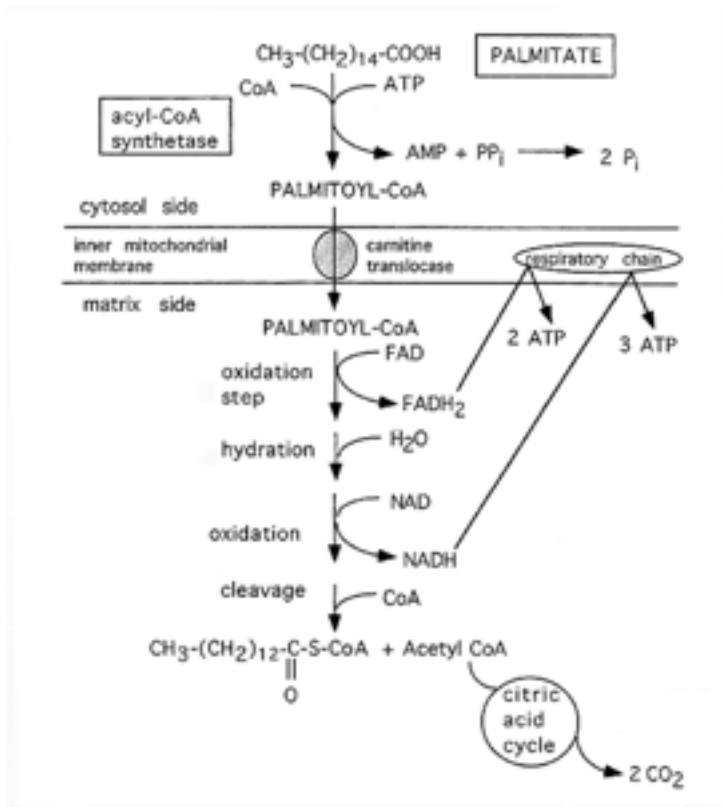 CH3-(CH2)14-COOH
PALMITATE
CoA
ATP
acyl-CoA
synthetase
AMP + PPi
2 Pi
PALMITOYL-CoA
cytosol side
inner mitochondrial
membrane
carnitine
translocase
respiratory chain
matrix side
PALMITOYL-CoA
2 ATP
3 ATP
FAD
oxidation
step
FADH2
H2O
hydration
NAD
oxidation
NADH
cleavage
CoA
CH3-(CH2)12-C-S-CoA + Acetyl CoA
O
citric
acid
cycle
2 CO2